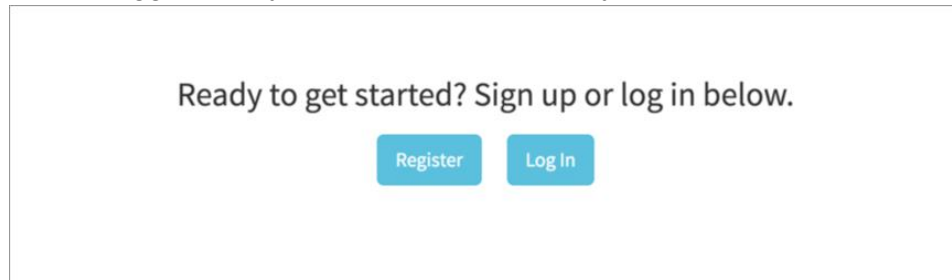 Ready to get started? Sign up or log in below.
Register Log In